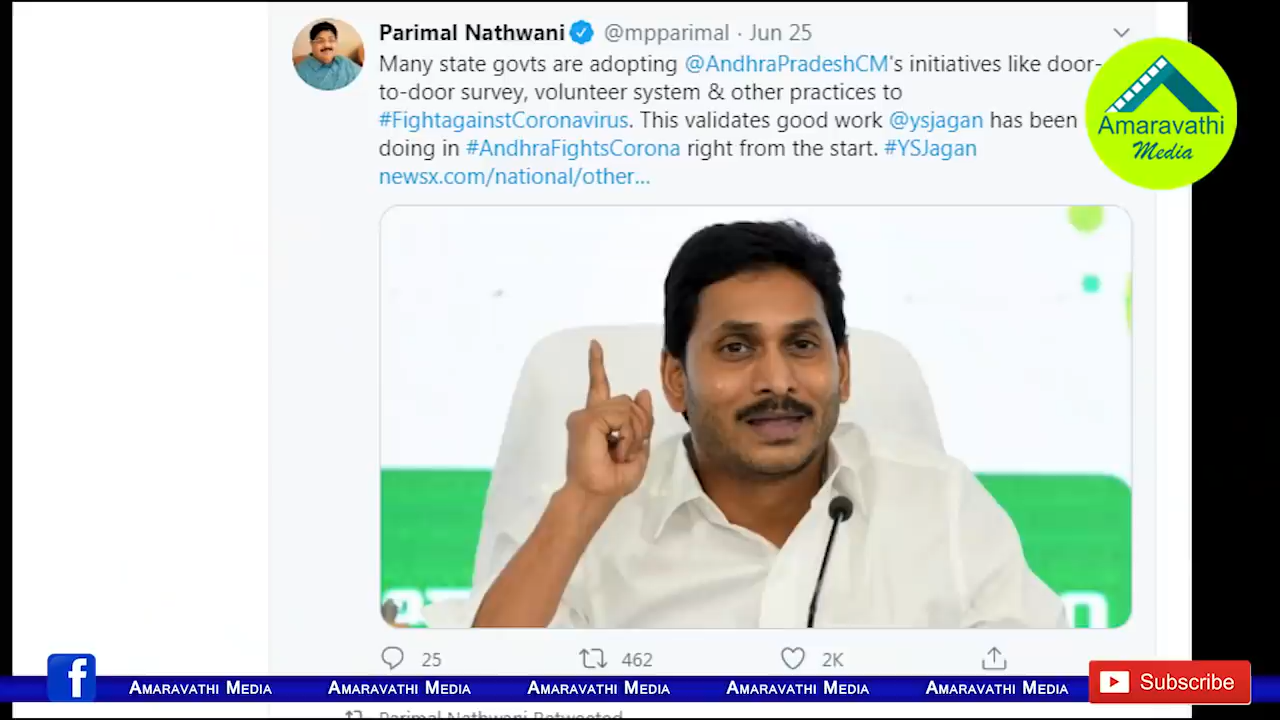 Parimal Nathwani @mpparimal · Jun 25
Many state govts are adopting @AndhraPradeshCM's initiatives like door-
to-door survey, volunteer system & other practices to
#FightagainstCoronavirus. This validates good work @ysjagan has been
doing in #AndhraFightsCorona right from the start. #YSJagan
newsx.com/national/other...
Amaravathi
Media
25 462 2K
f AMARAVATHI MEDIA AMARAVATHI MEDIA AMARAVATHI MEDIA AMARAVATHI MEDIA AMARAVATHI MEDIA Subscribe
Parimal Nathwani Retweeted